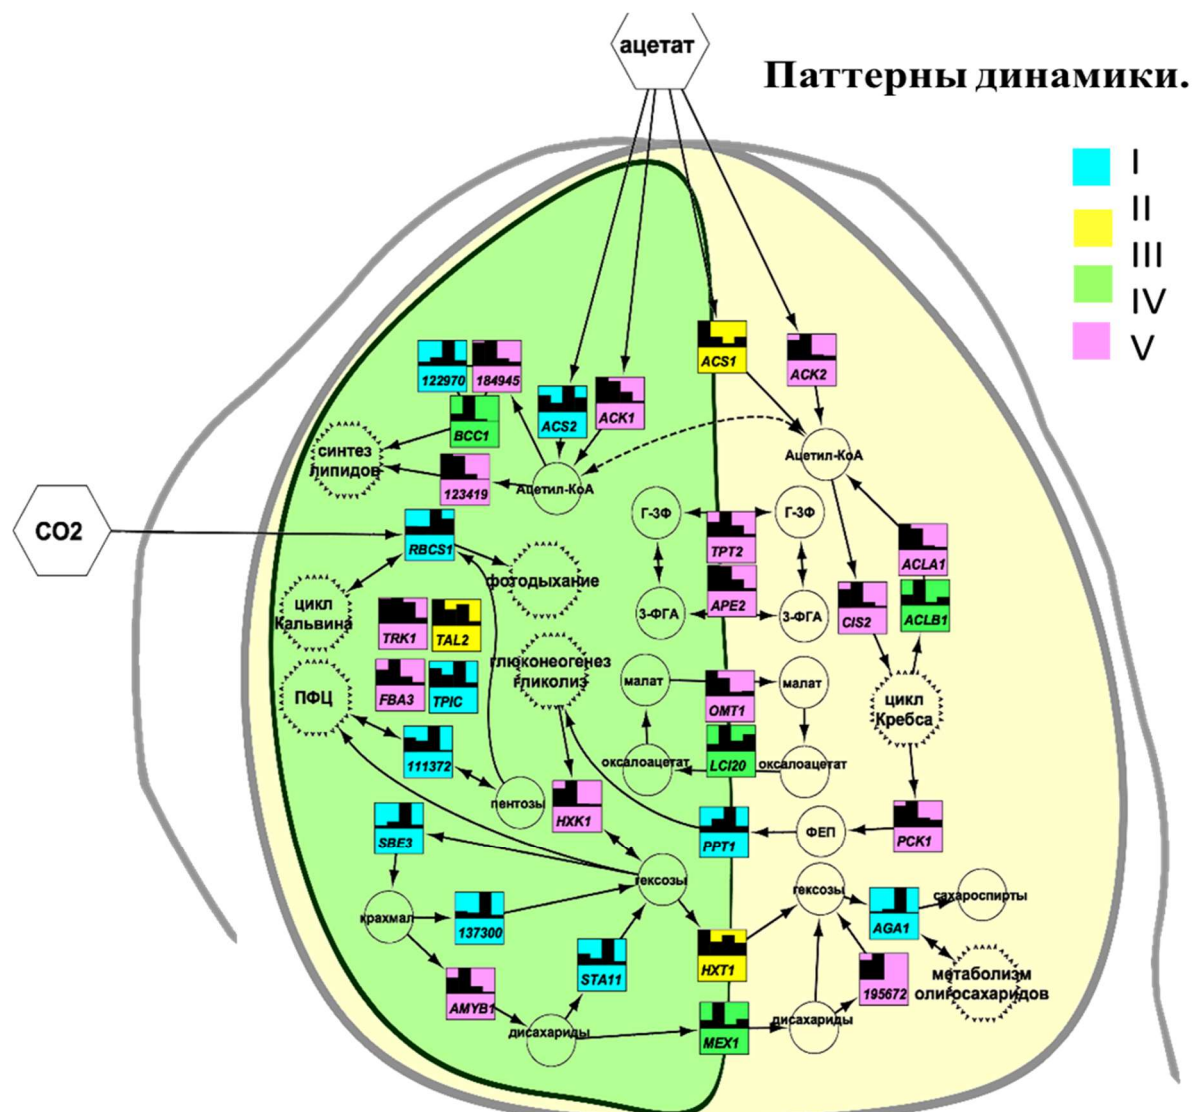 ацетат
Паттерны динамики.
I
II
III
IV
V
ACS1
ACK2
122970
184945
ACS2
ACK1
BCC1
синтез
липидов
Ацетил-КоА
123419
Ацетил-КоА
CO2
RBCS1
Г-3Ф
Г-3Ф
TPT2
ACLA1
фотодыхание
APE2
цикл
Кальвина
3-ФГА
3-ФГА
CIS2
ACLB1
TRK1
TAL2
глюконеогенез
гликолиз
ПФЦ
FBA3
TPIC
малат
малат
OMT1
цикл
Кребса
111372
оксалоацетат
LCI20
оксалоацетат
пентозы
HXK1
SBE3
PPT1
ФЕП
PCK1
гексозы
гексозы
сахароспирты
крахмал
137300
AGA1
STA11
HXT1
195672
метаболизм
олигосахаридов
AMYB1
дисахариды
MEX1
дисахариды